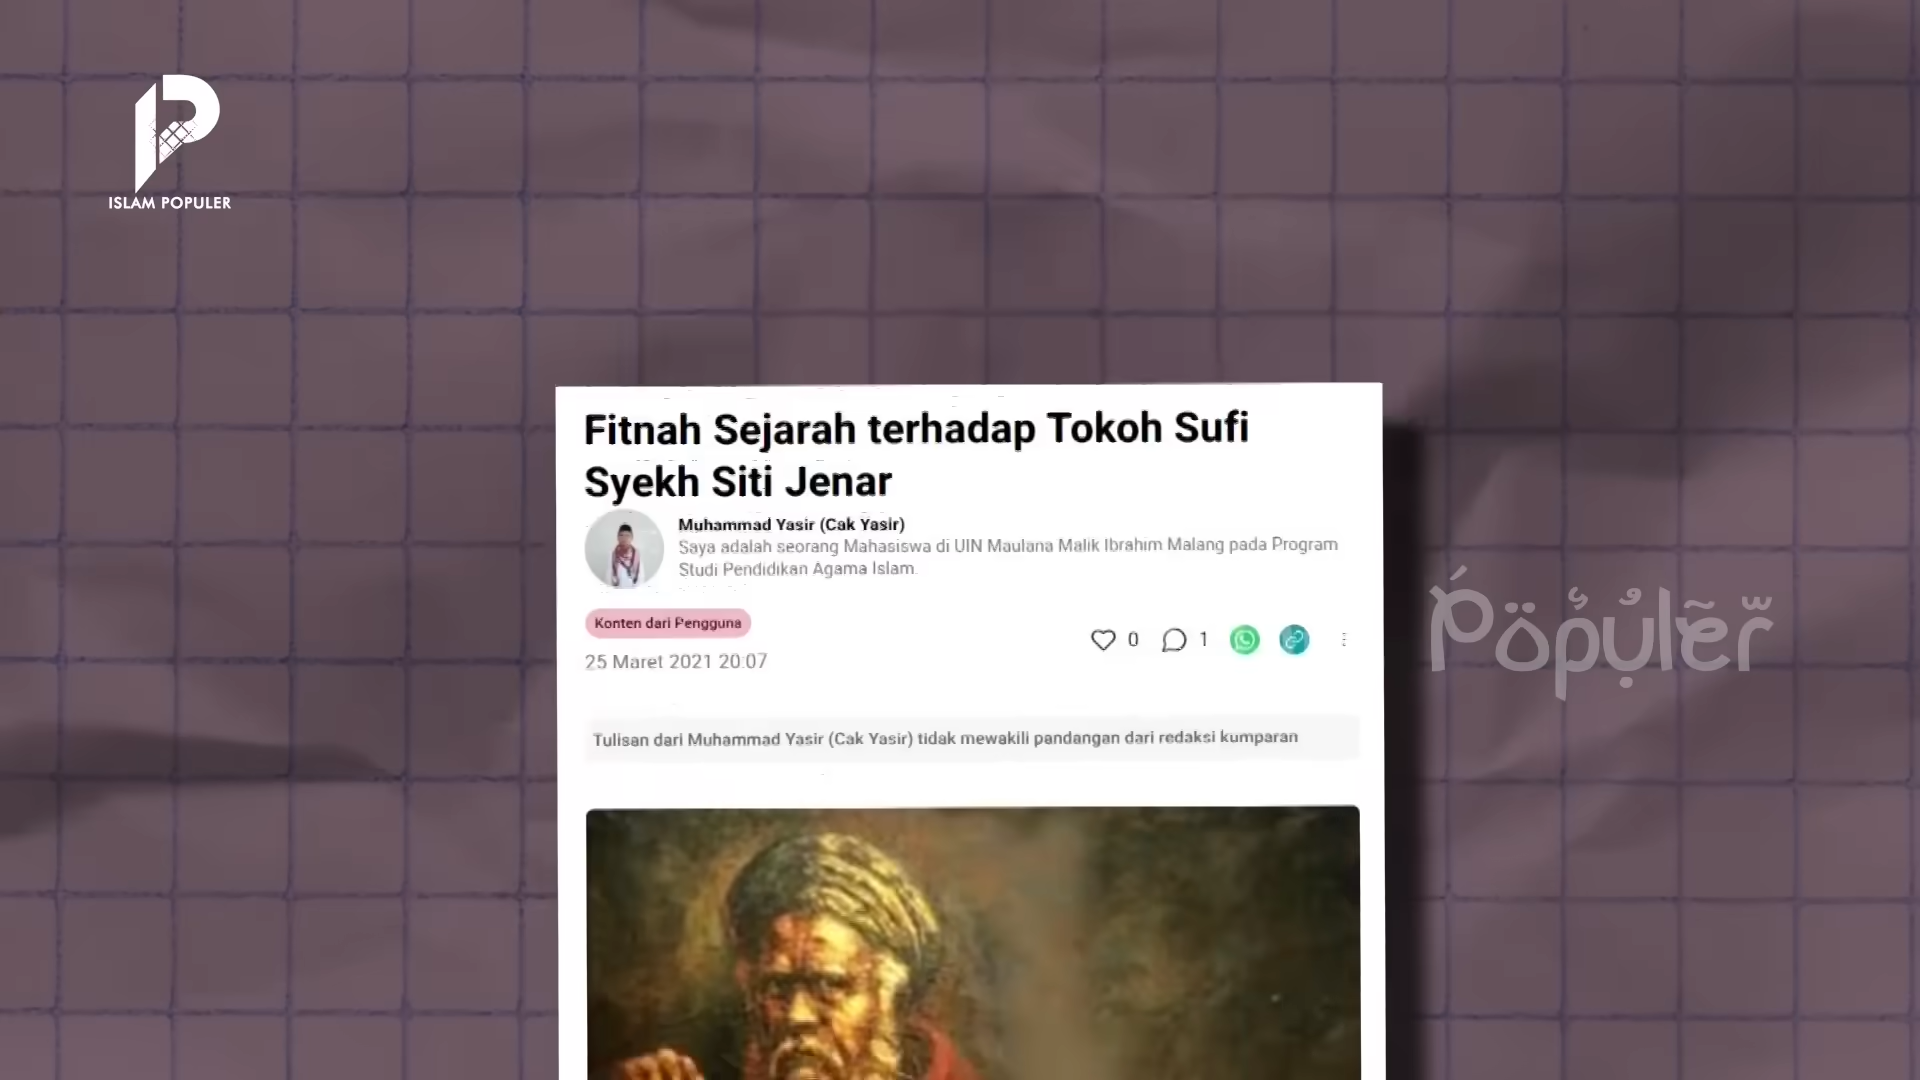 ISLAM POPULER
Fitnah Sejarah terhadap Tokoh Sufi
Syekh Siti Jenar
Muhammad Yasir (Cak Yasir)
Saya adalah seorang Mahasiswa di UIN Maulana Malik Ibrahim Malang pada Program
Studi Pendidikan Agama Islam.
Konten dari Pengguna
25 Maret 2021 20:07
0
1
Populer
Tulisan dari Muhammad Yasir (Cak Yasir) tidak mewakili pandangan dari redaksi kumparan